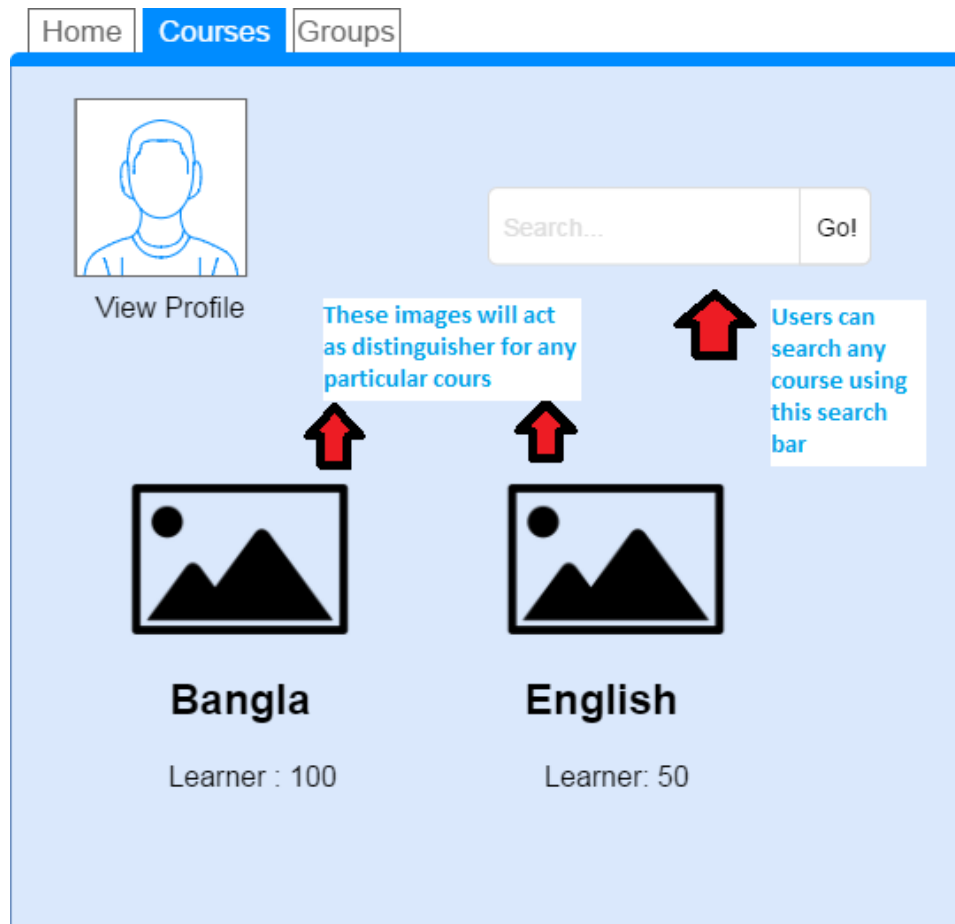 Home Courses Groups
Search... Go!
View Profile
These images will act
as distinguisher for any
particular cours
Users can
search any
course using
this search
bar
Bangla English
Learner : 100 Learner: 50